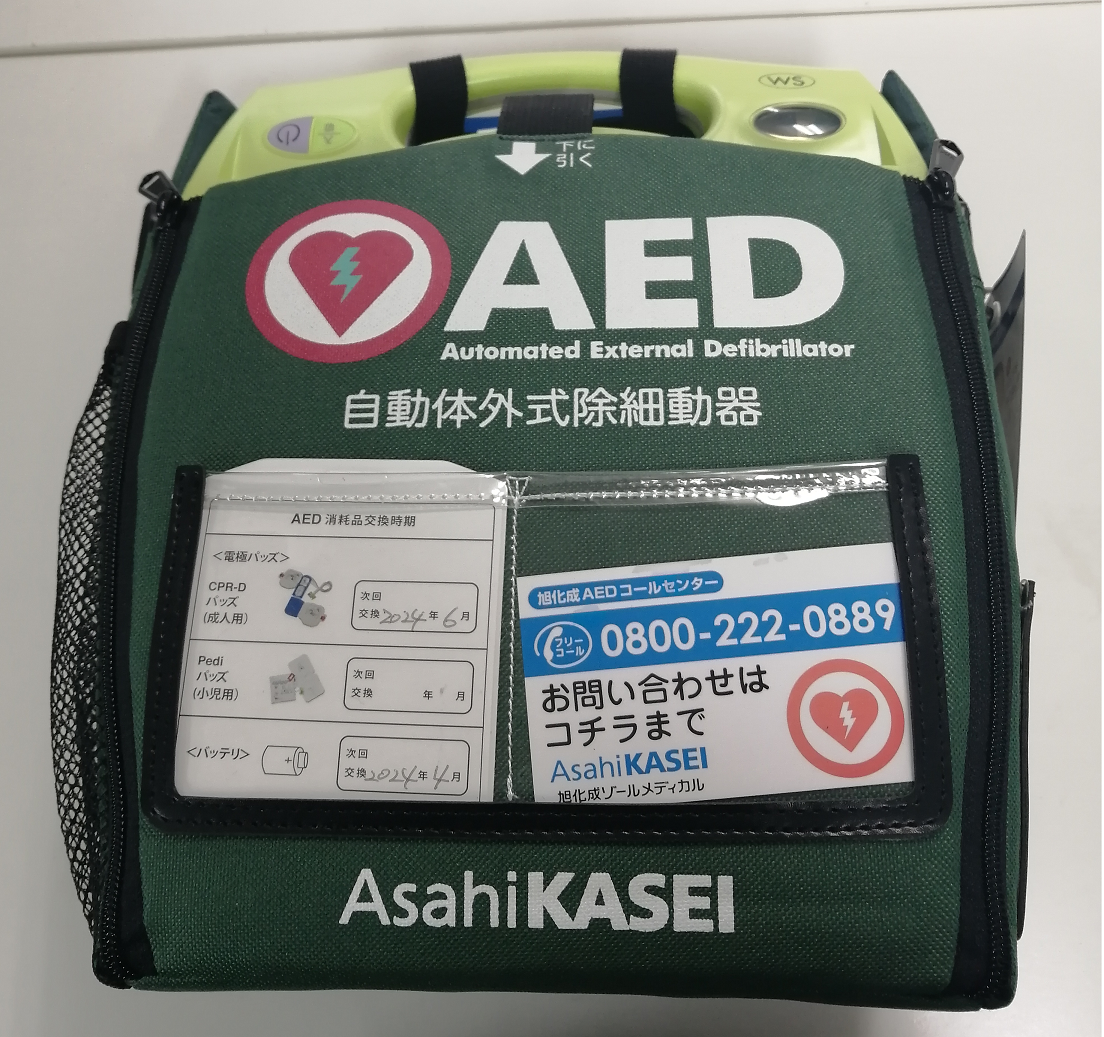 WS
下に
引く
AED
Automated External Defibrillator
自動体外式除細動器
AED 消耗品交換時期
<電極パッズ>
CPR-D
パッズ
(成人用)
次回
交換 2024年 6月
Pedi
パッズ
(小児用)
次回
交換 年 月
<バッテリ>
次回
交換 2024年 4月
旭化成AEDコールセンター
フリー
コール
0800-222-0889
お問い合わせは
コチラまで
AsahiKASEI
旭化成ゾールメディカル
AsahiKASEI